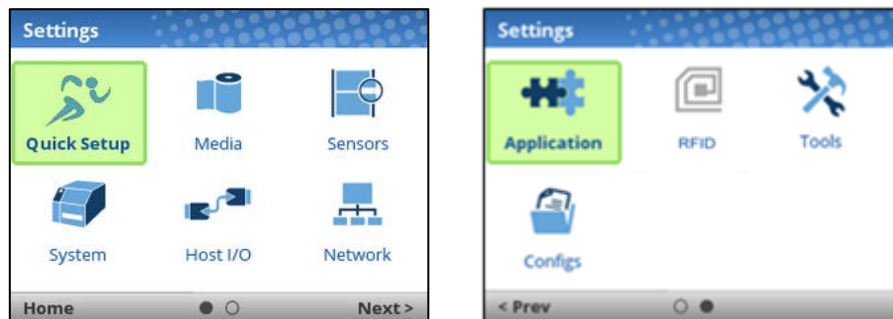 Settings
Quick Setup Media Sensors
System Host I/O Network
Home Next >
Settings
Application RFID Tools
Configs
< Prev